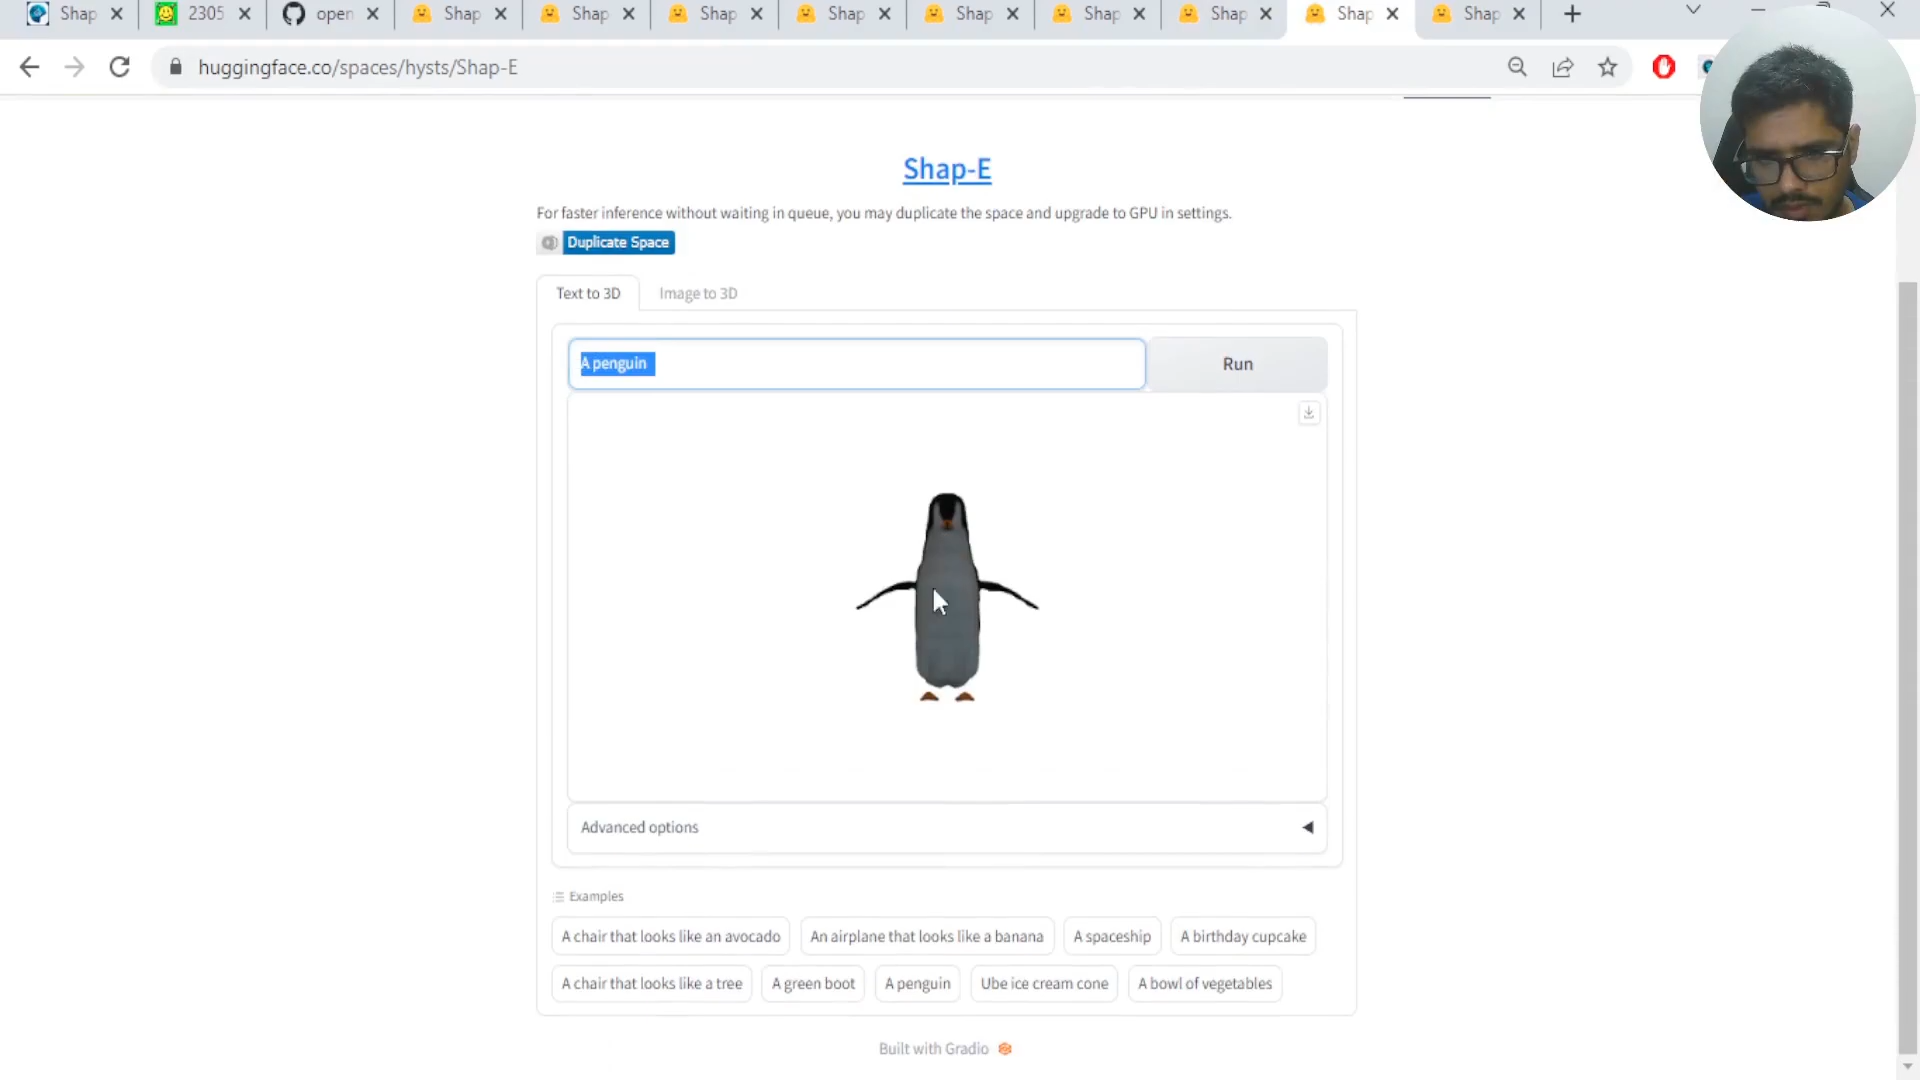 Shap 2305 open Shap Shap Shap Shap Shap Shap Shap Shap Shap
huggingface.co/spaces/hysts/Shap-E
Shap-E
For faster inference without waiting in queue, you may duplicate the space and upgrade to GPU in settings.
Duplicate Space
Text to 3D Image to 3D
A penguin Run
Advanced options
Examples
A chair that looks like an avocado An airplane that looks like a banana A spaceship A birthday cupcake
A chair that looks like a tree A green boot A penguin Ube ice cream cone A bowl of vegetables
Built with Gradio